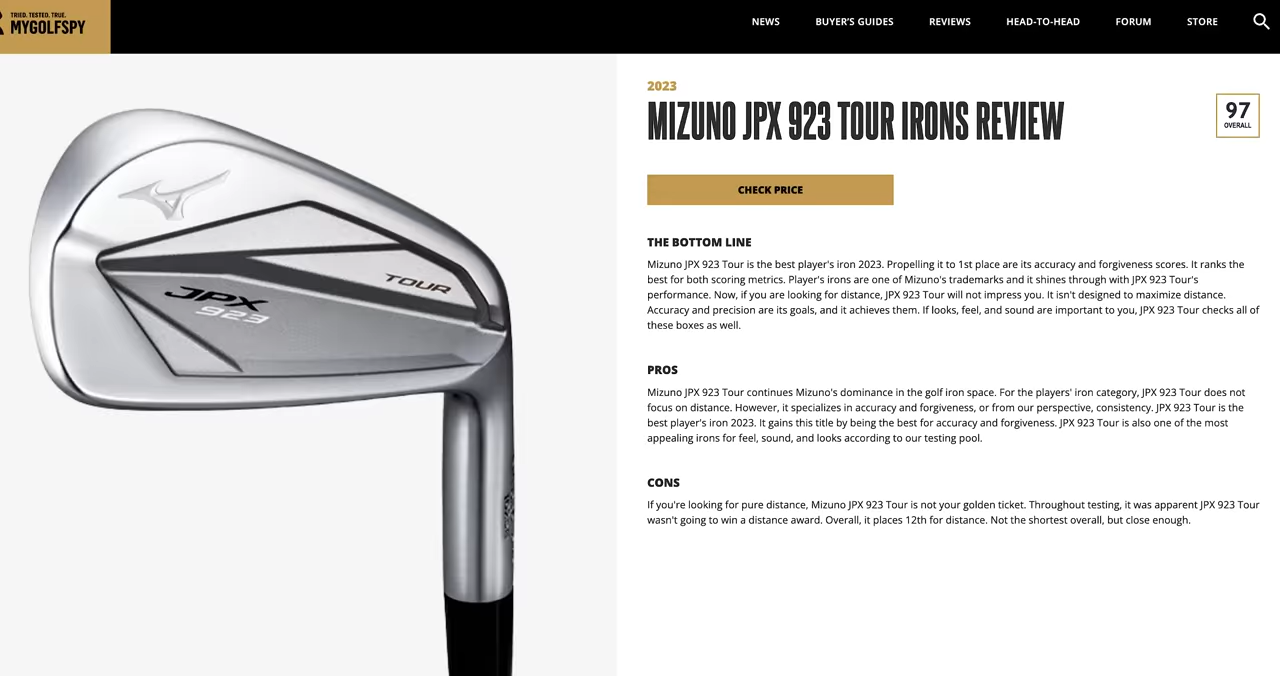 TRIED. TESTED. TRUE.
MYGOLFSPY
NEWS
BUYER'S GUIDES
REVIEWS
HEAD-TO-HEAD
FORUM
STORE
2023
MIZUNO JPX 923 TOUR IRONS REVIEW
97
OVERALL
CHECK PRICE
TOUR
JPX
923
THE BOTTOM LINE
Mizuno JPX 923 Tour is the best player's iron 2023. Propelling it to 1st place are its accuracy and forgiveness scores. It ranks the
best for both scoring metrics. Player's irons are one of Mizuno's trademarks and it shines through with JPX 923 Tour's
performance. Now, if you are looking for distance, JPX 923 Tour will not impress you. It isn't designed to maximize distance.
Accuracy and precision are its goals, and it achieves them. If looks, feel, and sound are important to you, JPX 923 Tour checks all of
these boxes as well.
PROS
Mizuno JPX 923 Tour continues Mizuno's dominance in the golf iron space. For the players' iron category, JPX 923 Tour does not
focus on distance. However, it specializes in accuracy and forgiveness, or from our perspective, consistency. JPX 923 Tour is the
best player's iron 2023. It gains this title by being the best for accuracy and forgiveness. JPX 923 Tour is also one of the most
appealing irons for feel, sound, and looks according to our testing pool.
CONS
If you're looking for pure distance, Mizuno JPX 923 Tour is not your golden ticket. Throughout testing, it was apparent JPX 923 Tour
wasn't going to win a distance award. Overall, it places 12th for distance. Not the shortest overall, but close enough.